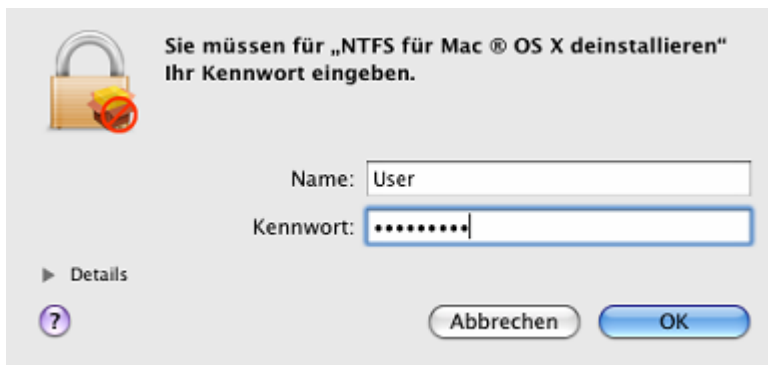 Sie müssen für „NTFS für Mac ® OS X deinstallieren“
Ihr Kennwort eingeben.
Name: User
Kennwort: •••••••••
Details
?
Abbrechen OK